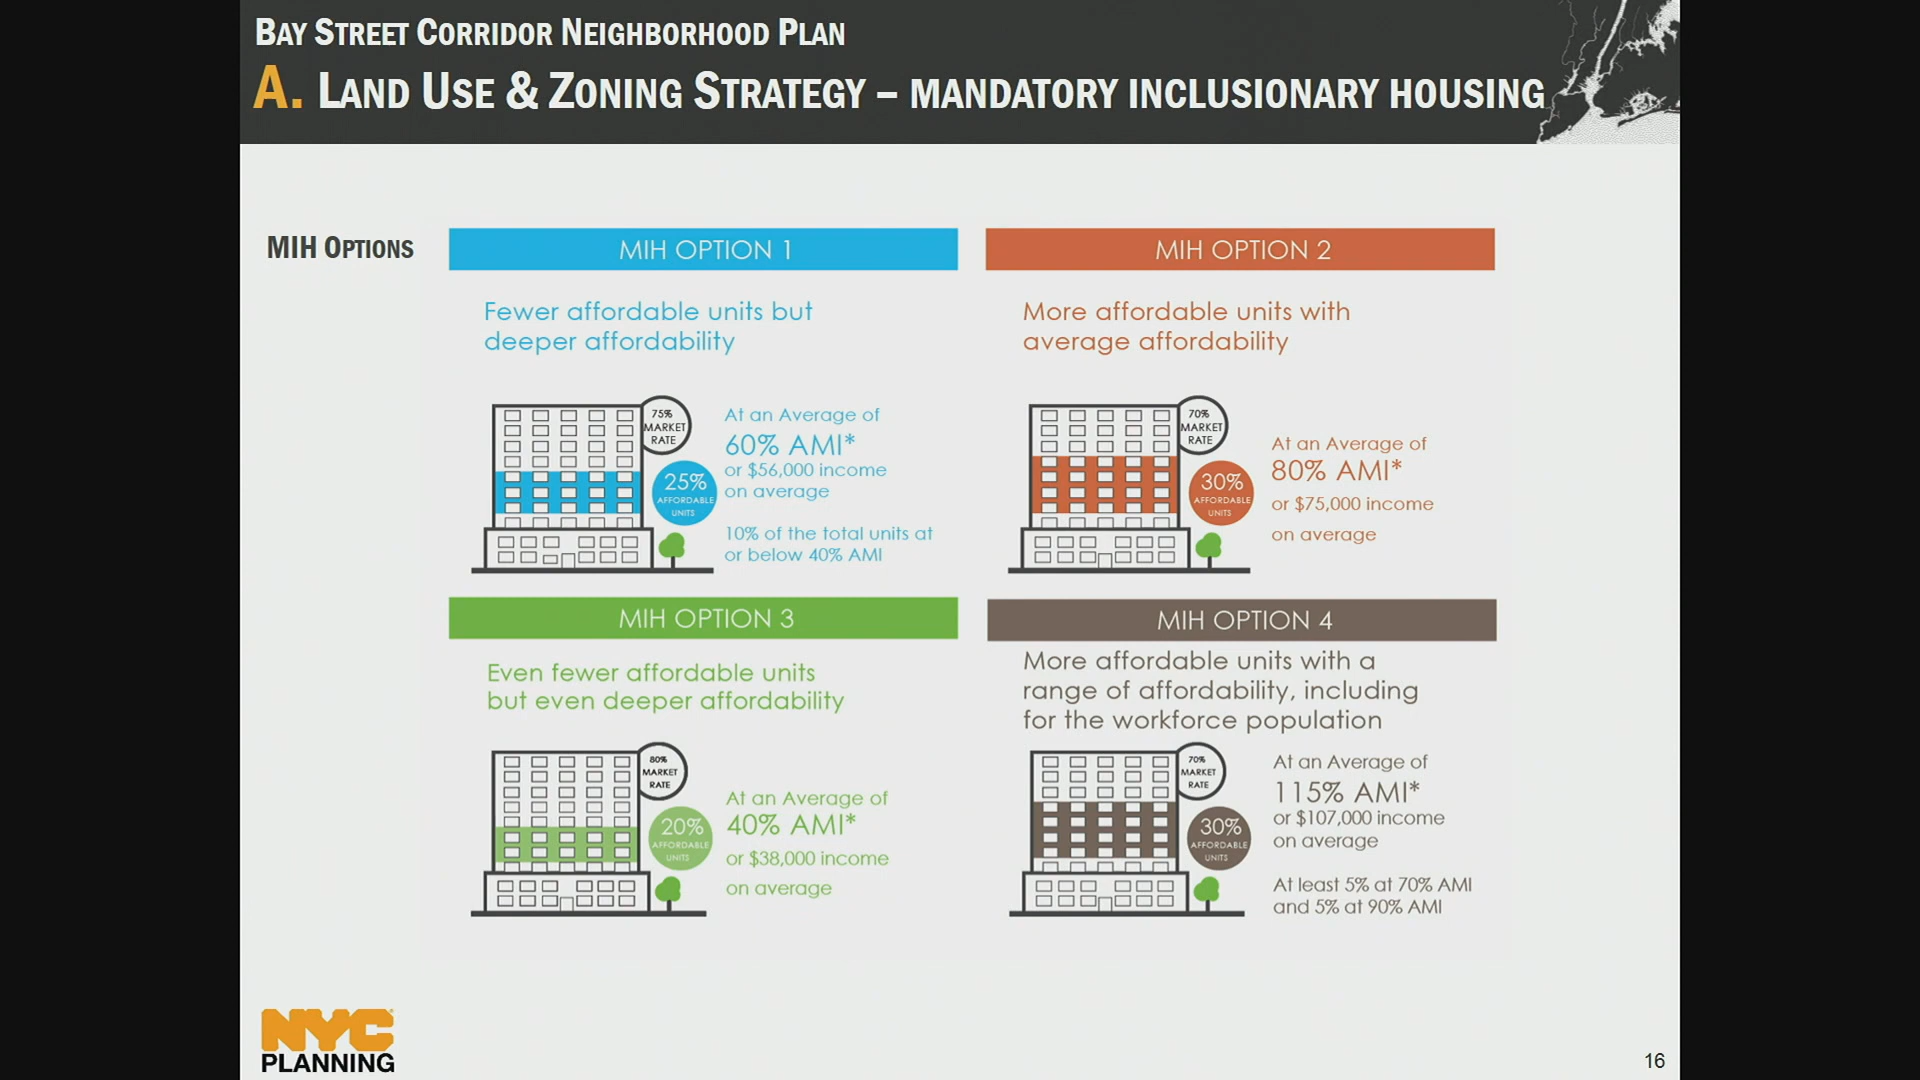 BAY STREET CORRIDOR NEIGHBORHOOD PLAN
A. LAND USE & ZONING STRATEGY – MANDATORY INCLUSIONARY HOUSING
MIH OPTIONS
MIH OPTION 1
Fewer affordable units but
deeper affordability
75%
MARKET
RATE
25%
AFFORDABLE
UNITS
At an Average of
60% AMI*
or $56,000 income
on average
10% of the total units at
or below 40% AMI
MIH OPTION 2
More affordable units with
average affordability
70%
MARKET
RATE
30%
AFFORDABLE
UNITS
At an Average of
80% AMI*
or $75,000 income
on average
MIH OPTION 3
Even fewer affordable units
but even deeper affordability
80%
MARKET
RATE
20%
AFFORDABLE
UNITS
At an Average of
40% AMI*
or $38,000 income
on average
MIH OPTION 4
More affordable units with a
range of affordability, including
for the workforce population
70%
MARKET
RATE
30%
AFFORDABLE
UNITS
At an Average of
115% AMI*
or $107,000 income
on average
At least 5% at 70% AMI
and 5% at 90% AMI
NYC
PLANNING
16